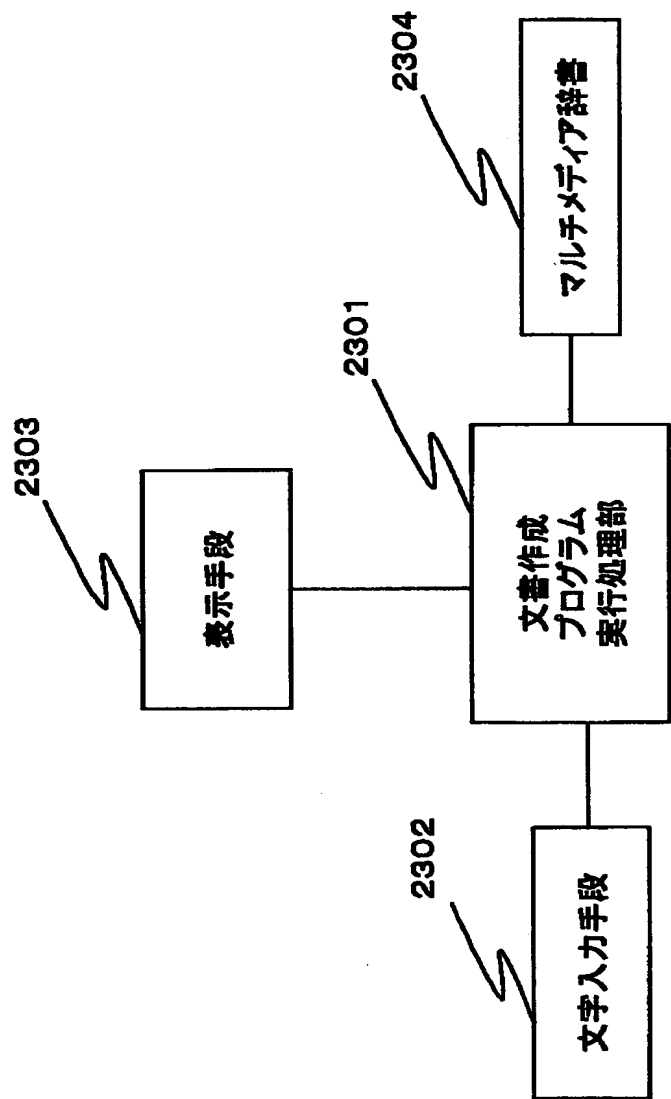 2303
表示手段
2304
マルチメディア辞書
2301
文書作成
プログラム
実行処理部
2302
文字入力手段